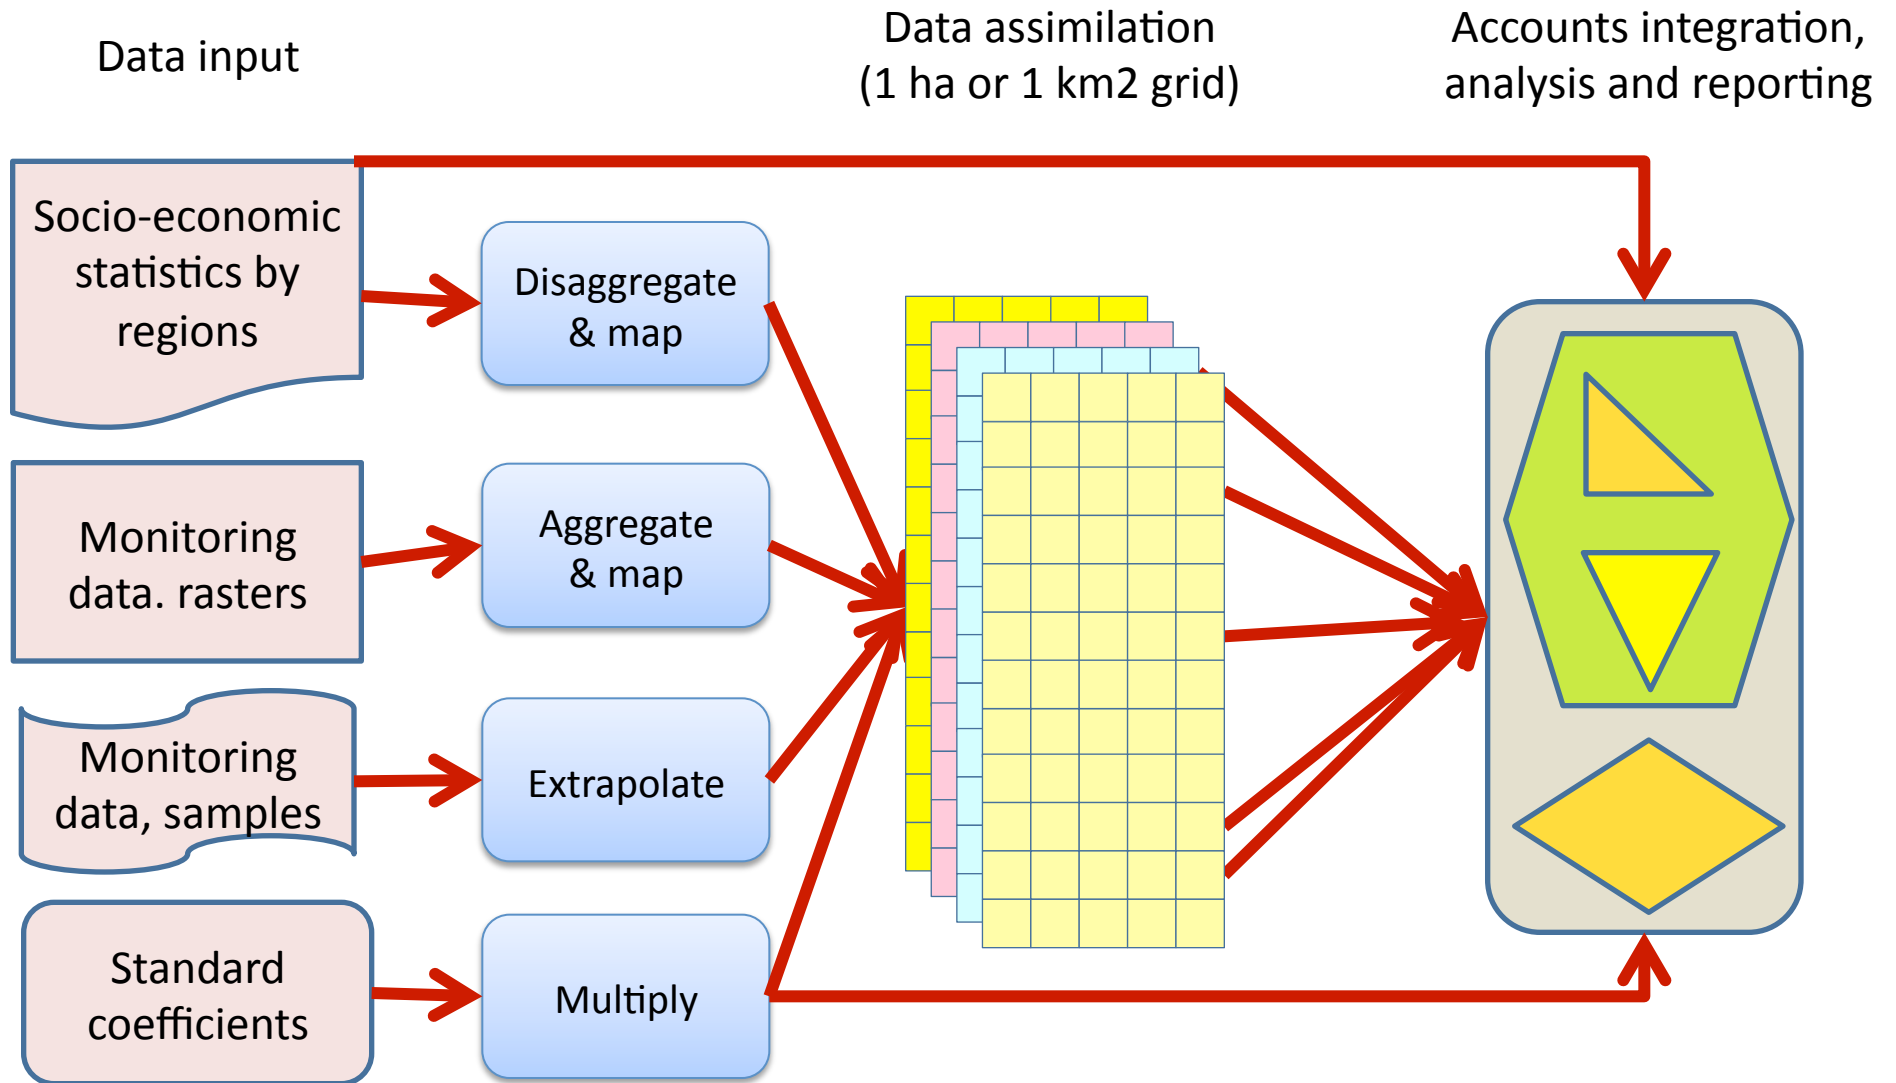 Data input
Data assimilation
(1 ha or 1 km2 grid)
Accounts integration,
analysis and reporting
Socio-economic
statistics by
regions
Disaggregate
& map
Monitoring
data. rasters
Aggregate
& map
Monitoring
data, samples
Extrapolate
Standard
coefficients
Multiply